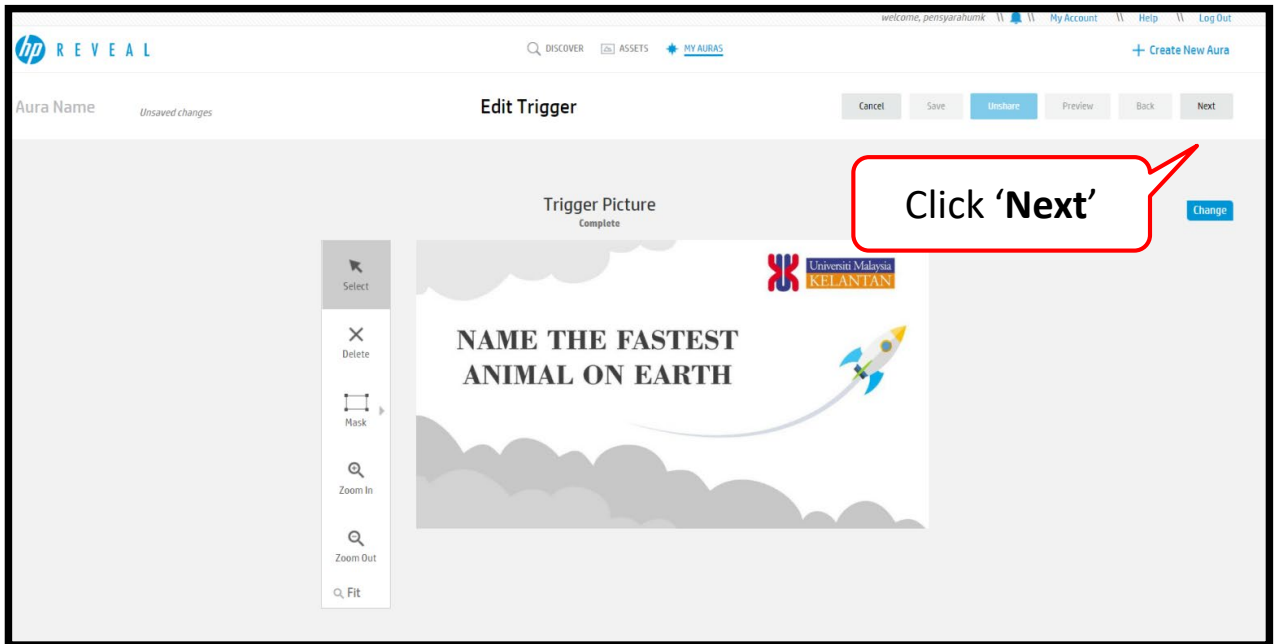 welcome, pensyarahumk \\ \\ My Account \\ Help \\ Log Out
hp REVEAL
DISCOVER ASSETS MY AURAS
+ Create New Aura
Aura Name Unsaved changes
Edit Trigger
Cancel Save Unshare Preview Back Next
Click ‘Next’
Trigger Picture
Complete
Change
Select
Delete
Mask
Zoom In
Zoom Out
Fit
Universiti Malaysia
KELANTAN
NAME THE FASTEST
ANIMAL ON EARTH